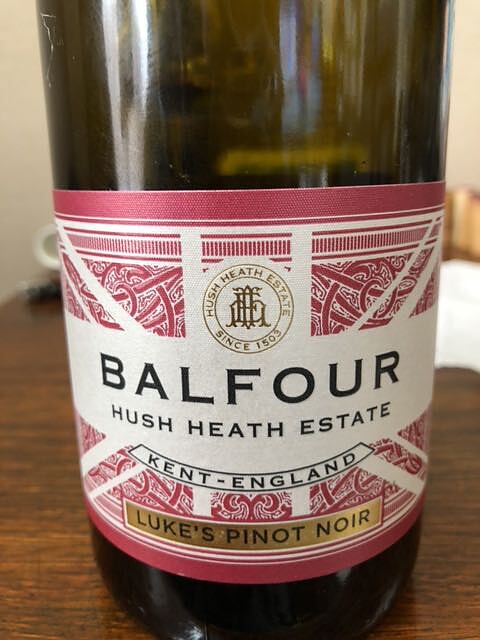 HUSH HEATH ESTATE
SINCE 1503
BALFOUR
HUSH HEATH ESTATE
KENT-ENGLAND
LUKE'S PINOT NOIR